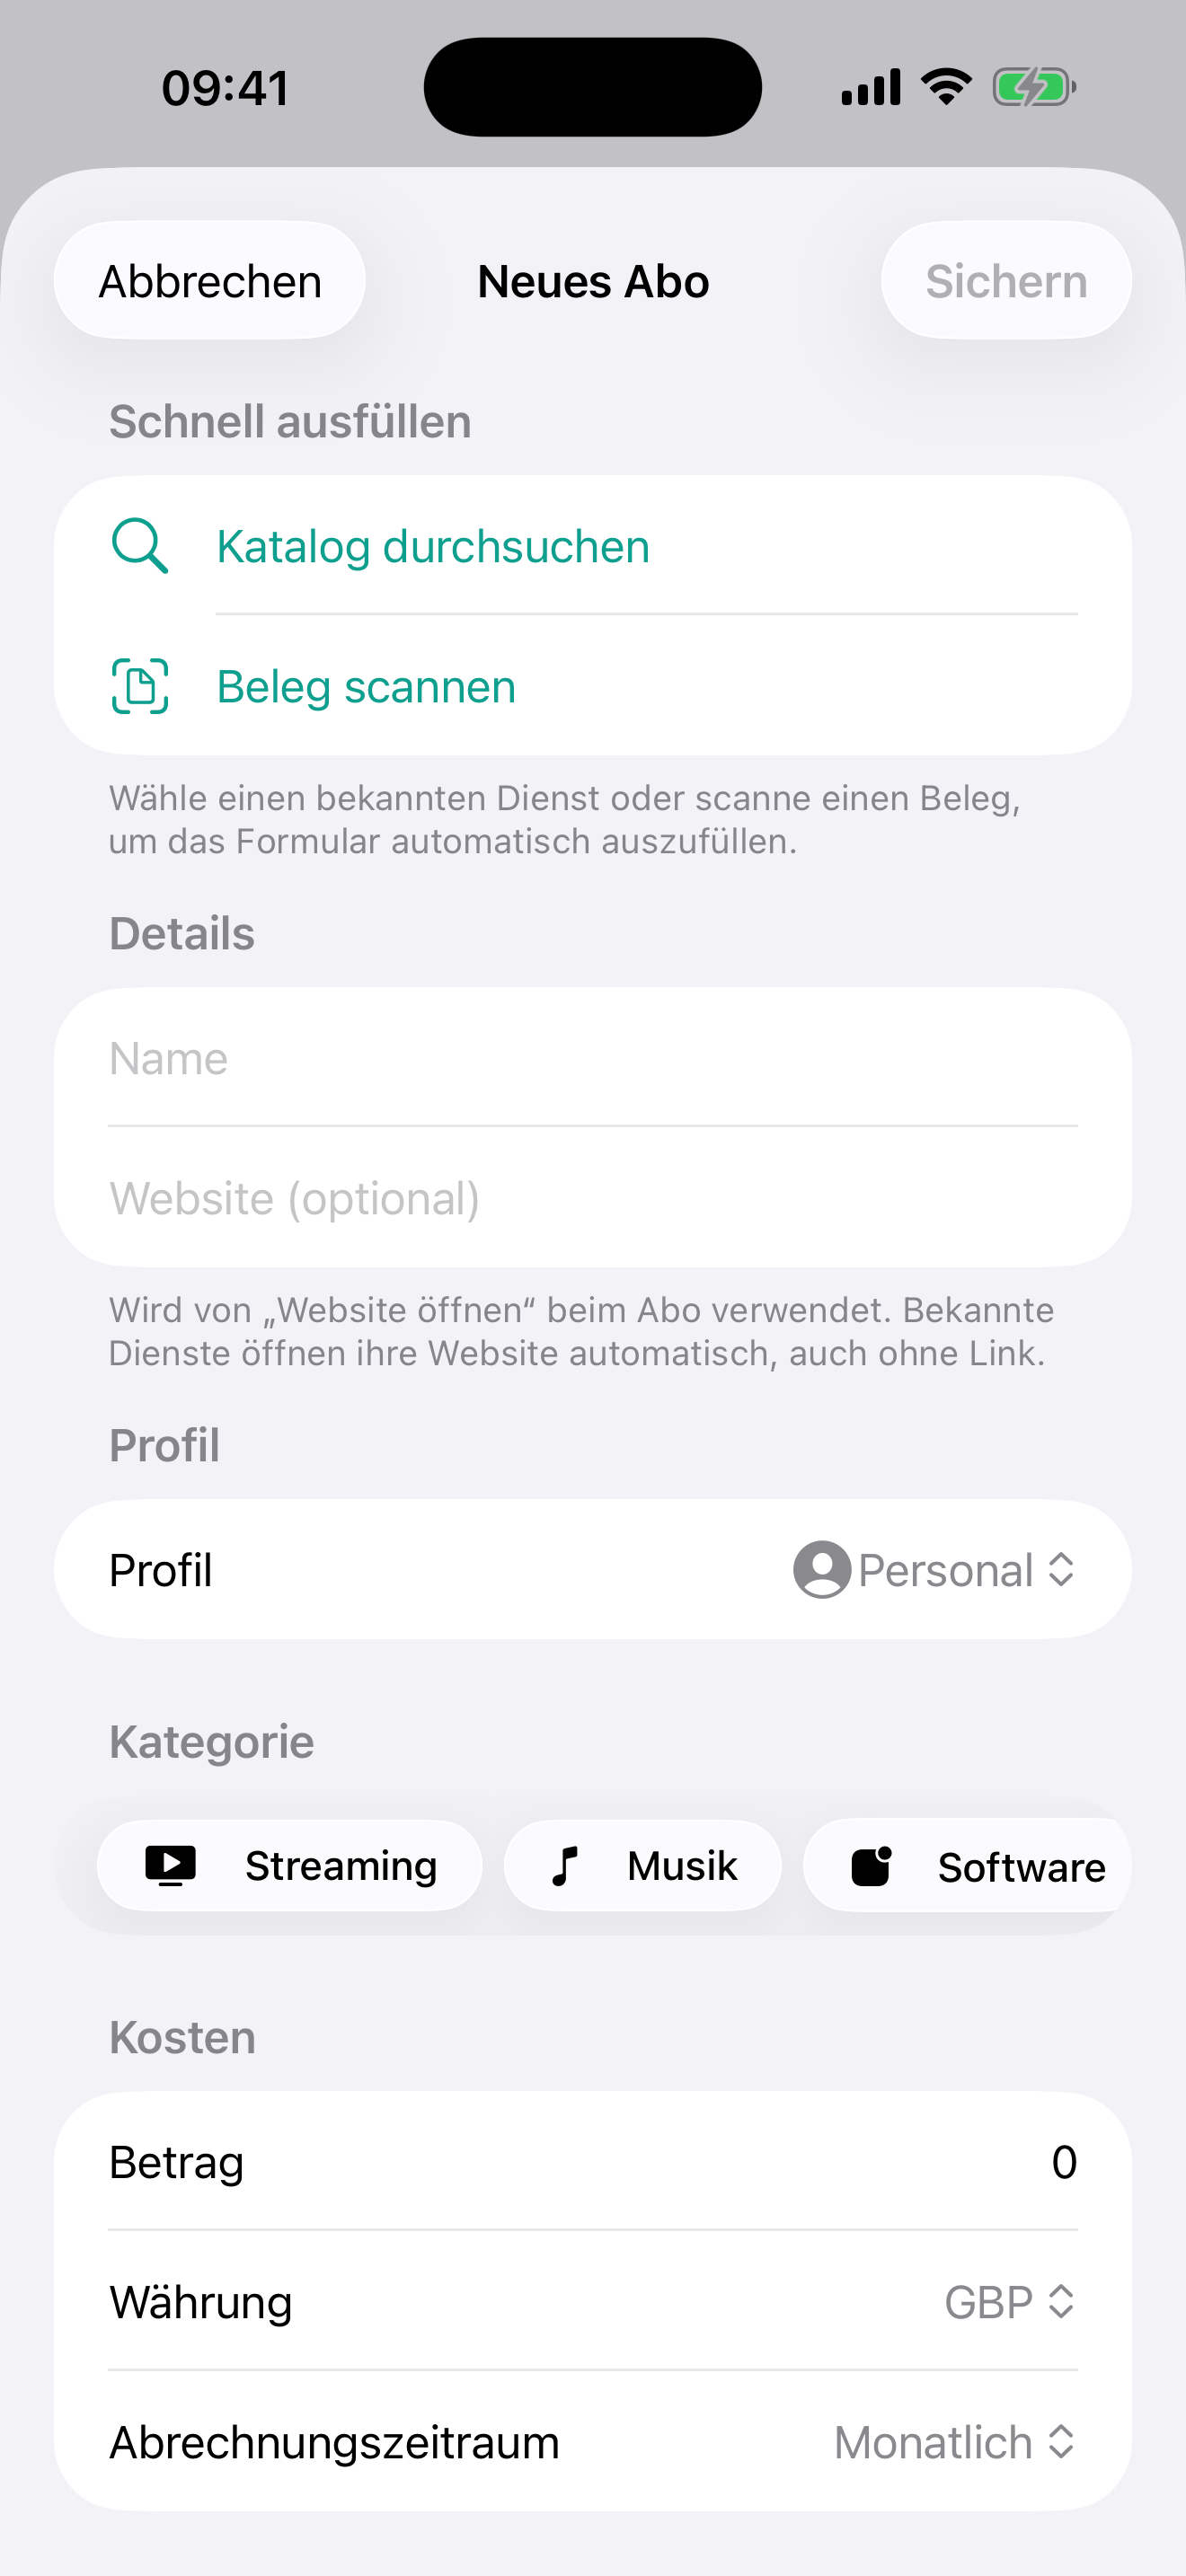 09:41
Abbrechen
Neues Abo
Sichern
Schnell ausfüllen
Katalog durchsuchen
Beleg scannen
Wähle einen bekannten Dienst oder scanne einen Beleg,
um das Formular automatisch auszufüllen.
Details
Name
Website (optional)
Wird von „Website öffnen“ beim Abo verwendet. Bekannte
Dienste öffnen ihre Website automatisch, auch ohne Link.
Profil
Profil
Personal
Kategorie
Streaming
Musik
Software
Kosten
Betrag
0
Währung
GBP
Abrechnungszeitraum
Monatlich